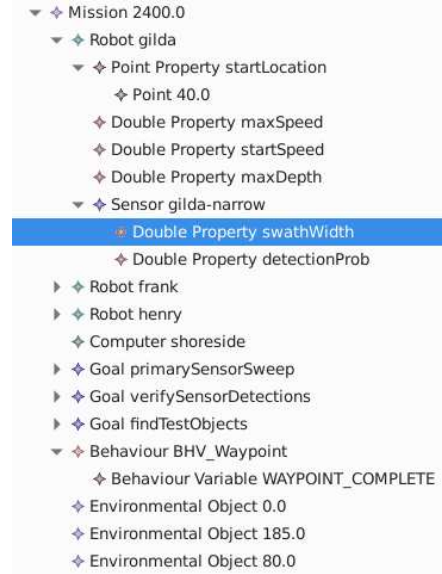 Mission 2400.0
Robot gilda
Point Property startLocation
Point 40.0
Double Property maxSpeed
Double Property startSpeed
Double Property maxDepth
Sensor gilda-narrow
Double Property swathWidth
Double Property detectionProb
Robot frank
Robot henry
Computer shoreside
Goal primarySensorSweep
Goal verifySensorDetections
Goal findTestObjects
Behaviour BHV_Waypoint
Behaviour Variable WAYPOINT_COMPLETE
Environmental Object 0.0
Environmental Object 185.0
Environmental Object 80.0